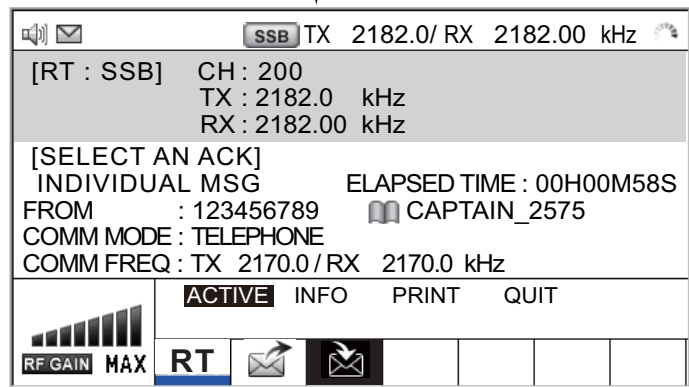 SSB TX 2182.0/ RX 2182.00 kHz
[RT : SSB] CH : 200
TX : 2182.0 kHz
RX : 2182.00 kHz
[SELECT AN ACK]
INDIVIDUAL MSG ELAPSED TIME : 00H00M58S
FROM : 123456789 CAPTAIN_2575
COMM MODE : TELEPHONE
COMM FREQ : TX 2170.0 / RX 2170.0 kHz
ACTIVE INFO PRINT QUIT
RF GAIN MAX RT